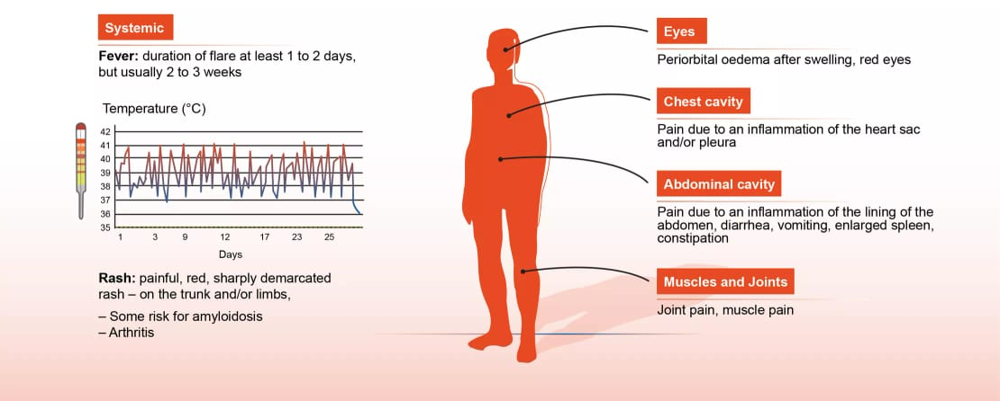 Systemic
Fever: duration of flare at least 1 to 2 days,
but usually 2 to 3 weeks
Temperature (°C)
42
41
40
39
38
37
36
35
1 3 9 12 17 23 25
Days
Rash: painful, red, sharply demarcated
rash – on the trunk and/or limbs,
– Some risk for amyloidosis
– Arthritis
Eyes
Periorbital oedema after swelling, red eyes
Chest cavity
Pain due to an inflammation of the heart sac
and/or pleura
Abdominal cavity
Pain due to an inflammation of the lining of the
abdomen, diarrhea, vomiting, enlarged spleen,
constipation
Muscles and Joints
Joint pain, muscle pain